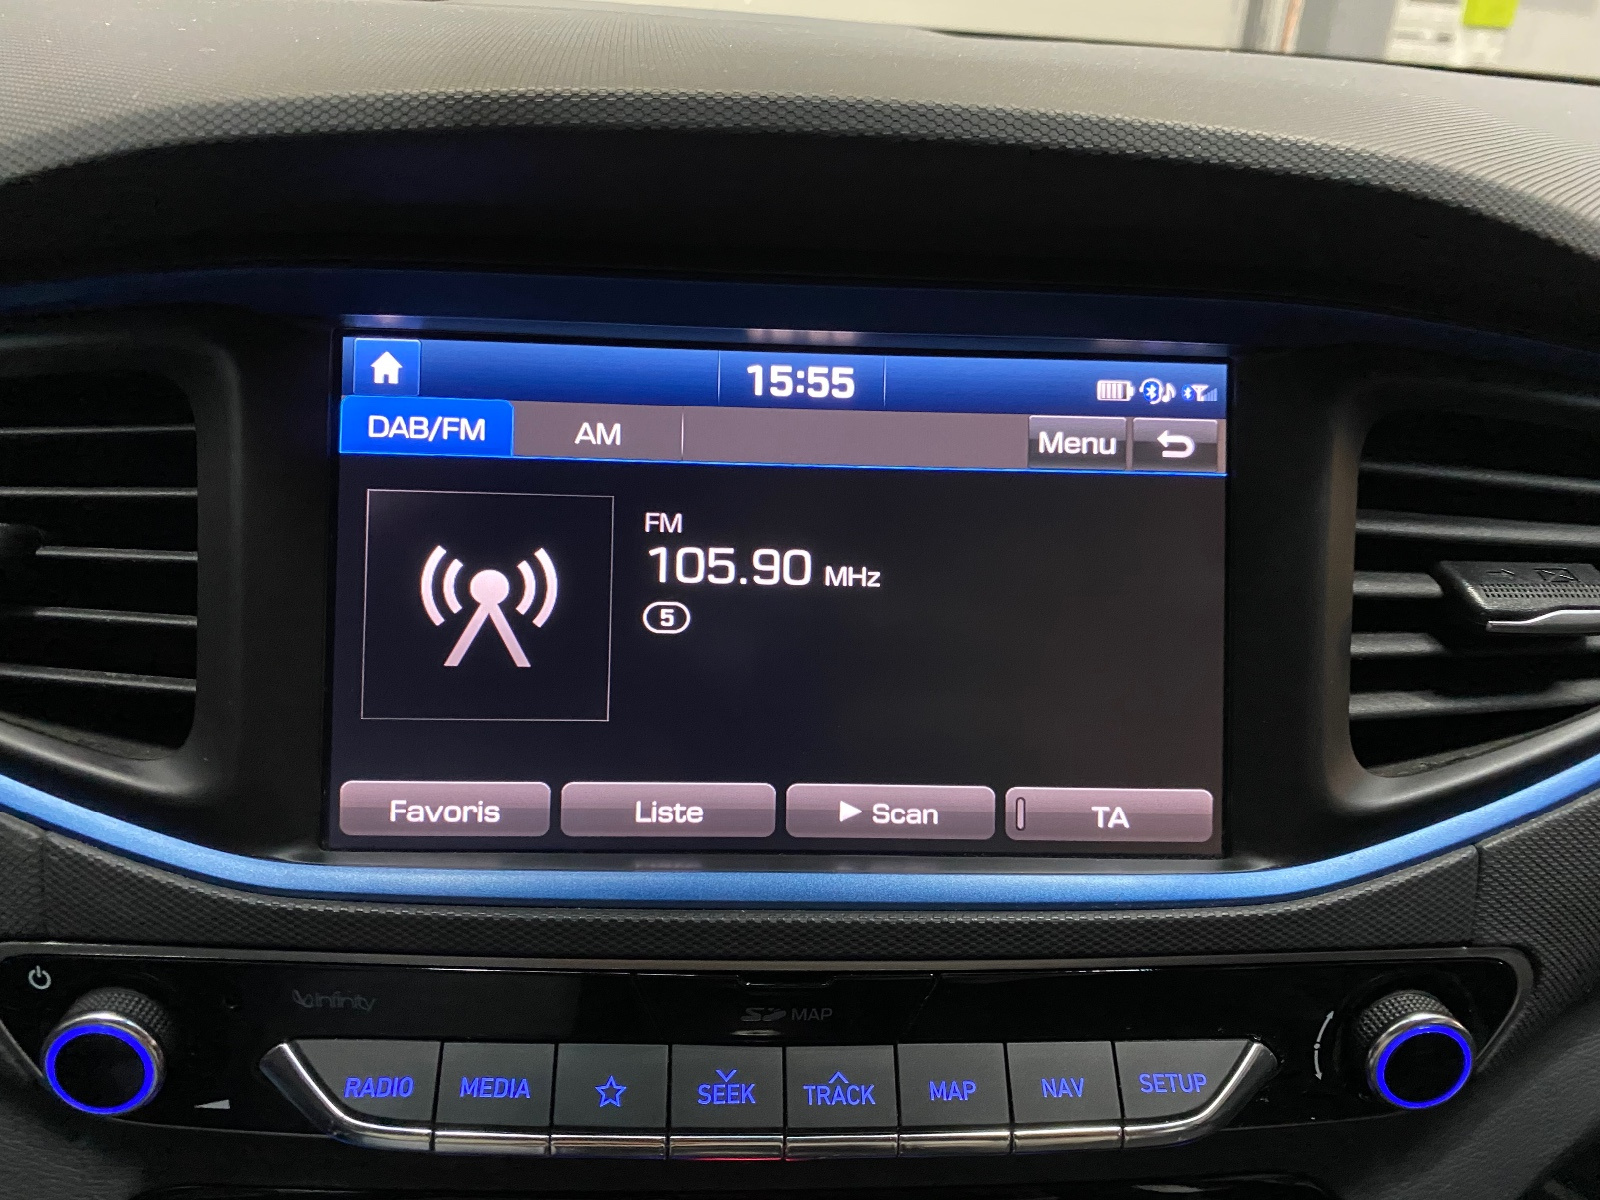 15:55
DAB/FM AM Menu
FM
105.90 MHz
5
Favoris Liste Scan TA
infinity
SD MAP
RADIO MEDIA SEEK TRACK MAP NAV SETUP